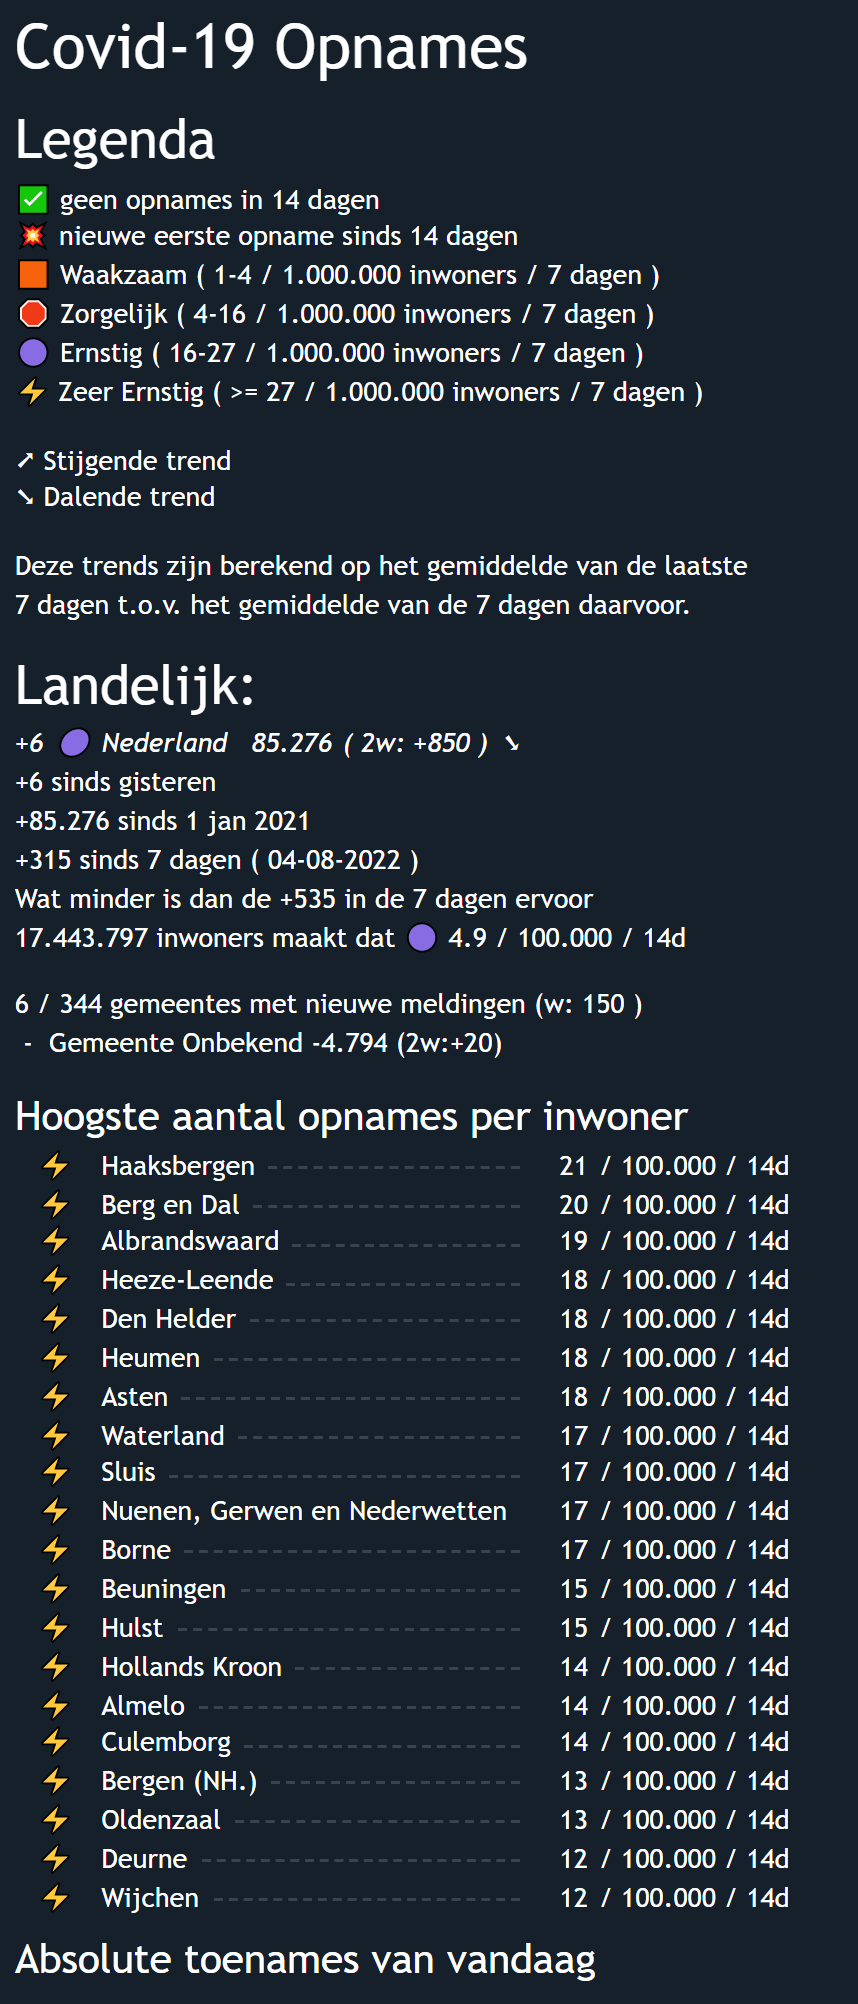 Covid-19 Opnames
Legenda
✅ geen opnames in 14 dagen
💥 nieuwe eerste opname sinds 14 dagen
🟧 Waakzaam ( 1-4 / 1.000.000 inwoners / 7 dagen )
🛑 Zorgelijk ( 4-16 / 1.000.000 inwoners / 7 dagen )
🟣 Ernstig ( 16-27 / 1.000.000 inwoners / 7 dagen )
⚡ Zeer Ernstig ( >= 27 / 1.000.000 inwoners / 7 dagen )
➚ Stijgende trend
➘ Dalende trend
Deze trends zijn berekend op het gemiddelde van de laatste
7 dagen t.o.v. het gemiddelde van de 7 dagen daarvoor.
Landelijk:
+6 🟣 Nederland 85.276 ( 2w: +850 ) ➘
+6 sinds gisteren
+85.276 sinds 1 jan 2021
+315 sinds 7 dagen ( 04-08-2022 )
Wat minder is dan de +535 in de 7 dagen ervoor
17.443.797 inwoners maakt dat 🟣 4.9 / 100.000 / 14d
6 / 344 gemeentes met nieuwe meldingen (w: 150 )
- Gemeente Onbekend -4.794 (2w:+20)
Hoogste aantal opnames per inwoner
⚡ Haaksbergen 21 / 100.000 / 14d
⚡ Berg en Dal 20 / 100.000 / 14d
⚡ Albrandswaard 19 / 100.000 / 14d
⚡ Heeze-Leende 18 / 100.000 / 14d
⚡ Den Helder 18 / 100.000 / 14d
⚡ Heumen 18 / 100.000 / 14d
⚡ Asten 18 / 100.000 / 14d
⚡ Waterland 17 / 100.000 / 14d
⚡ Sluis 17 / 100.000 / 14d
⚡ Nuenen, Gerwen en Nederwetten 17 / 100.000 / 14d
⚡ Borne 17 / 100.000 / 14d
⚡ Beuningen 15 / 100.000 / 14d
⚡ Hulst 15 / 100.000 / 14d
⚡ Hollands Kroon 14 / 100.000 / 14d
⚡ Almelo 14 / 100.000 / 14d
⚡ Culemborg 14 / 100.000 / 14d
⚡ Bergen (NH.) 13 / 100.000 / 14d
⚡ Oldenzaal 13 / 100.000 / 14d
⚡ Deurne 12 / 100.000 / 14d
⚡ Wijchen 12 / 100.000 / 14d
Absolute toenames van vandaag